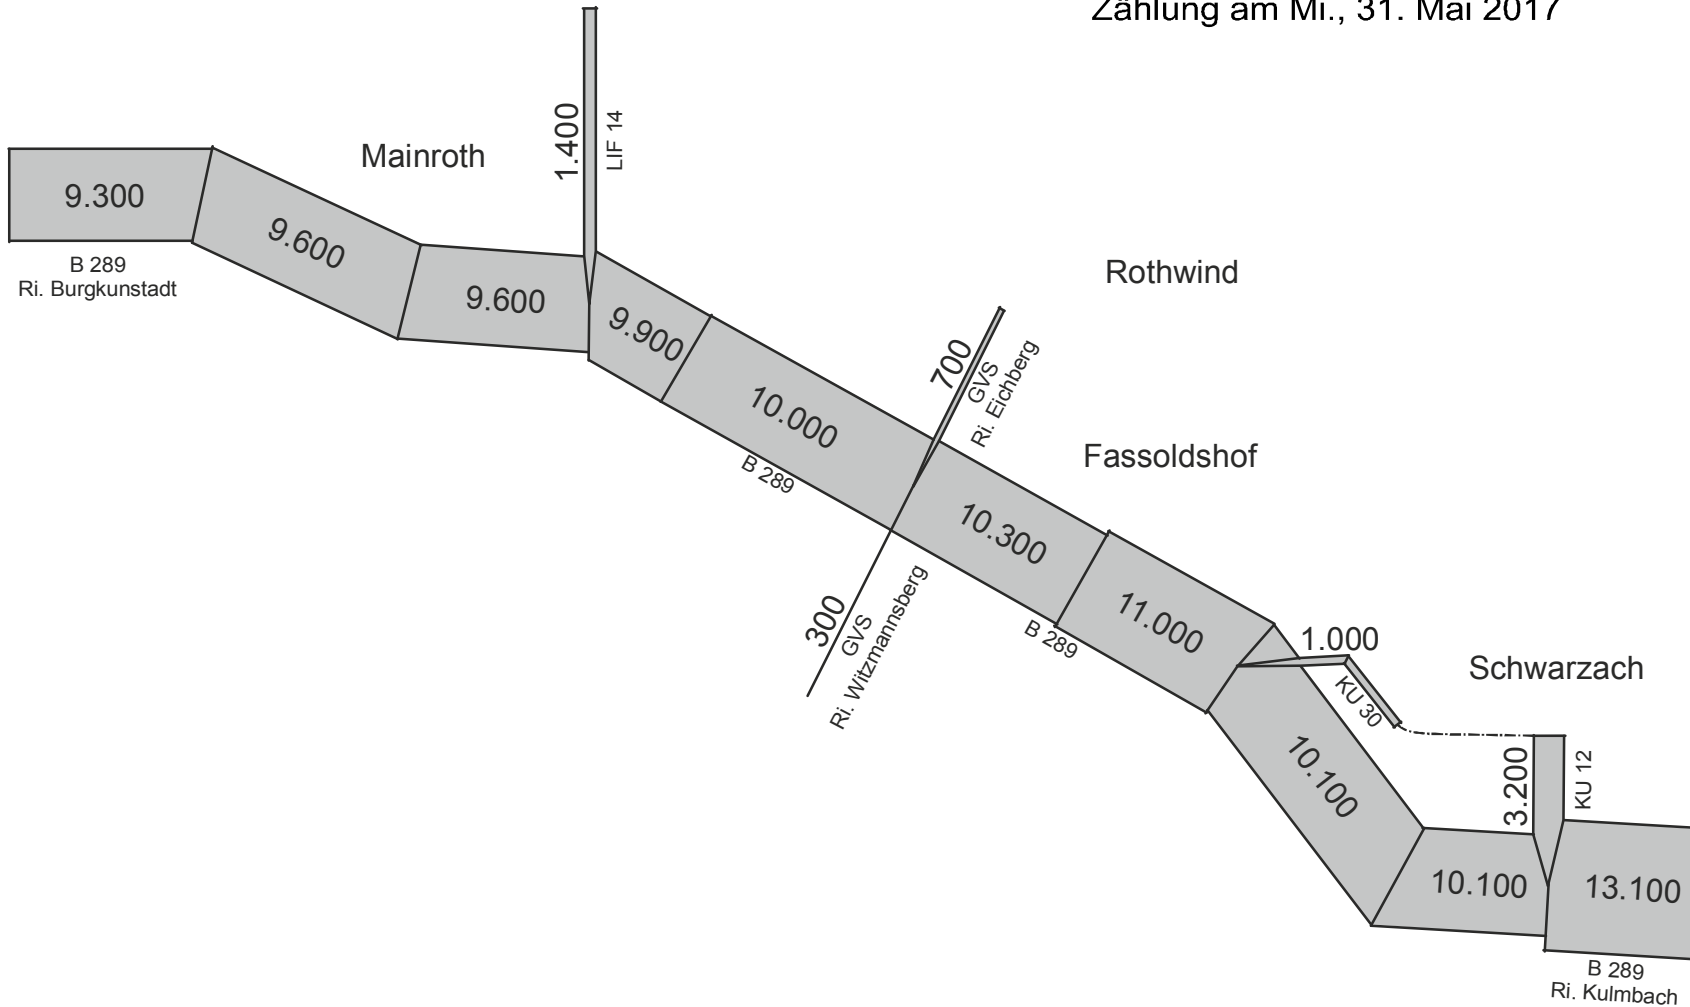 Zählung am Mi., 31. Mai 2017
1.400
LIF 14
Mainroth
9.300
9.600
B 289
Ri. Burgkunstadt
9.600
9.900
Rothwind
700
GVS
Ri. Eichberg
10.000
B 289
Fassoldshof
10.300
300
GVS
Ri. Witzmannsberg
11.000
B 289
1.000
KU 30
Schwarzach
10.100
3.200
KU 12
10.100
13.100
B 289
Ri. Kulmbach